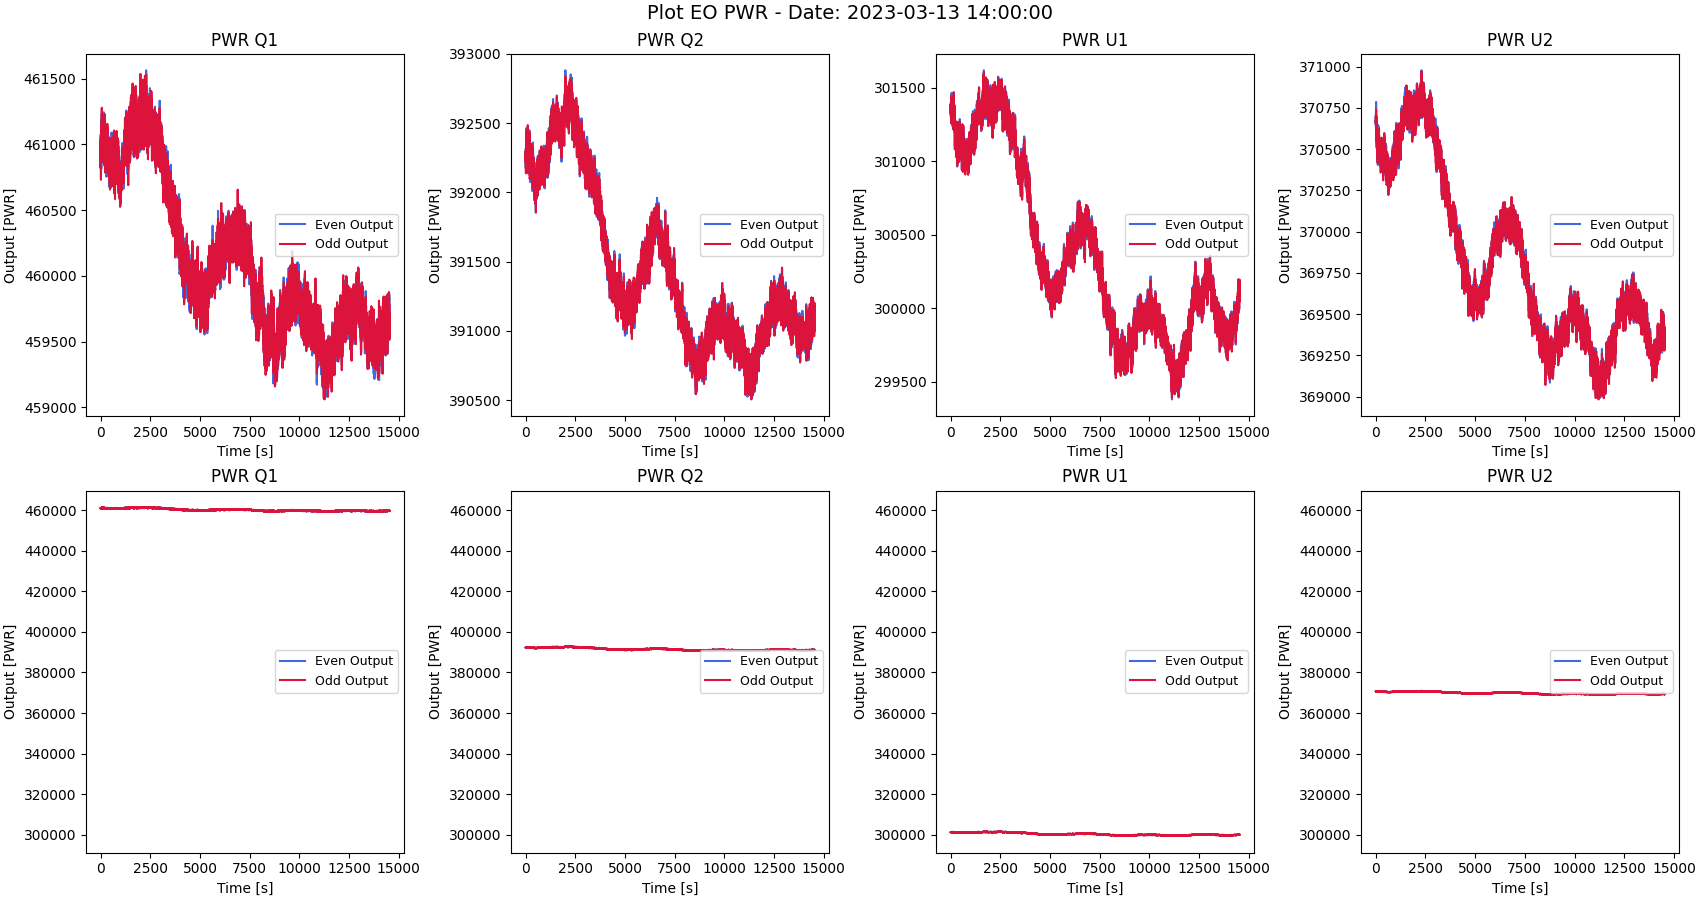 Plot EO PWR - Date: 2023-03-13 14:00:00
PWR Q1
Output [PWR]
461500
461000
460500
460000
459500
459000
Even Output
Odd Output
0 2500 5000 7500 10000 12500 15000
Time [s]
PWR Q2
Output [PWR]
393000
392500
392000
391500
391000
390500
Even Output
Odd Output
0 2500 5000 7500 10000 12500 15000
Time [s]
PWR U1
Output [PWR]
301500
301000
300500
300000
299500
Even Output
Odd Output
0 2500 5000 7500 10000 12500 15000
Time [s]
PWR U2
Output [PWR]
371000
370750
370500
370250
370000
369750
369500
369250
369000
Even Output
Odd Output
0 2500 5000 7500 10000 12500 15000
Time [s]
PWR Q1
Output [PWR]
460000
440000
420000
400000
380000
360000
340000
320000
300000
Even Output
Odd Output
0 2500 5000 7500 10000 12500 15000
Time [s]
PWR Q2
Output [PWR]
460000
440000
420000
400000
380000
360000
340000
320000
300000
Even Output
Odd Output
0 2500 5000 7500 10000 12500 15000
Time [s]
PWR U1
Output [PWR]
460000
440000
420000
400000
380000
360000
340000
320000
300000
Even Output
Odd Output
0 2500 5000 7500 10000 12500 15000
Time [s]
PWR U2
Output [PWR]
460000
440000
420000
400000
380000
360000
340000
320000
300000
Even Output
Odd Output
0 2500 5000 7500 10000 12500 15000
Time [s]